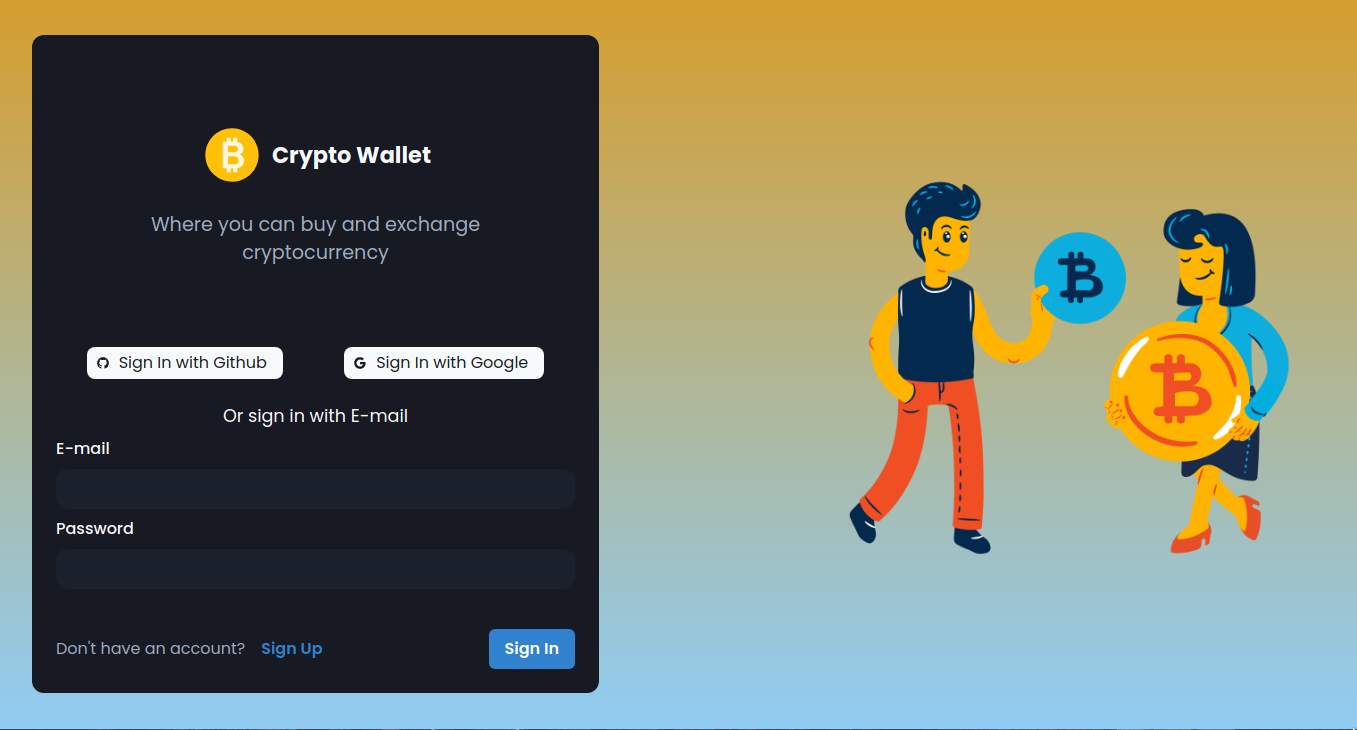 Crypto Wallet
Where you can buy and exchange
cryptocurrency
Sign In with Github
Sign In with Google
Or sign in with E-mail
E-mail
Password
Don't have an account? Sign Up
Sign In